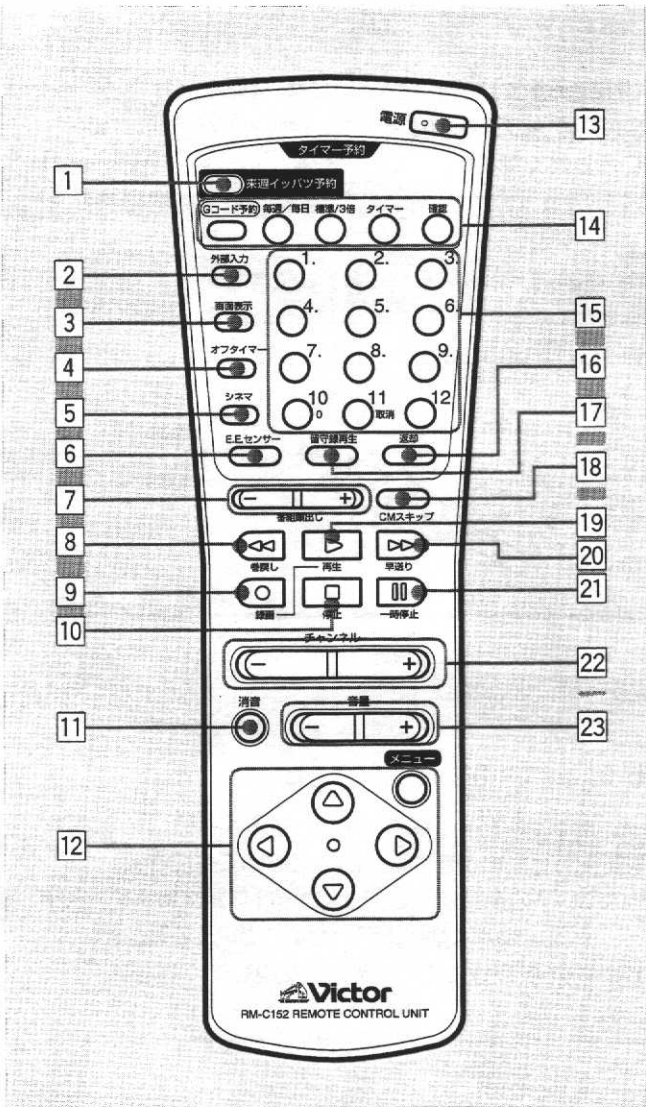 電源
13
タイマー予約
1
来週イッパツ予約
Gコード予約 毎週／毎日 標準/3倍 タイマー 確認
14
2
外部入力
1. 2. 3.
3
画面表示
4. 5. 6.
15
4
オフタイマー
7. 8. 9.
16
5
シネマ
10 0 11 取消 12
17
6
E.E.センサー 留守録再生 返却
18
7
− +
番組頭出し CMスキップ
19
8
巻戻し 再生 早送り
20
9
録画 停止 一時停止
21
10
チャンネル
− +
22
消音 音量
11
− +
23
メニュー
12
Victor
RM-C152 REMOTE CONTROL UNIT